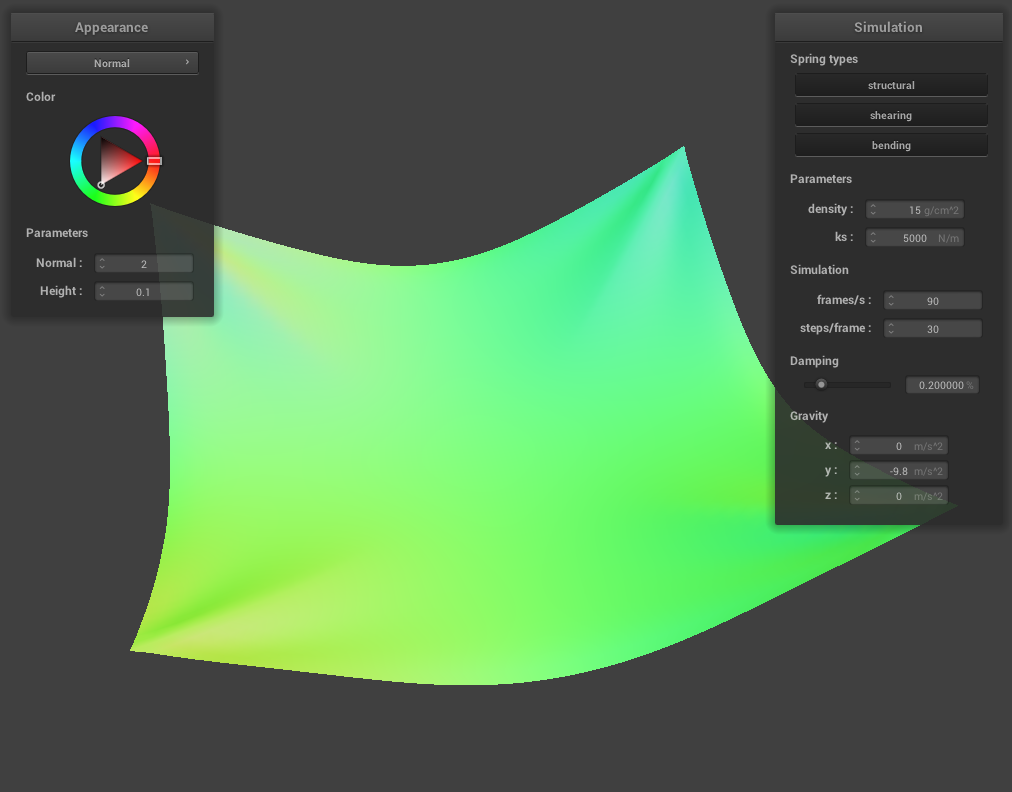 Appearance
Normal ›
Color
Parameters
Normal : 2
Height : 0.1
Simulation
Spring types
structural
shearing
bending
Parameters
density : 15 g/cm^2
ks : 5000 N/m
Simulation
frames/s : 90
steps/frame : 30
Damping
0.200000 %
Gravity
x : 0 m/s^2
y : -9.8 m/s^2
z : 0 m/s^2